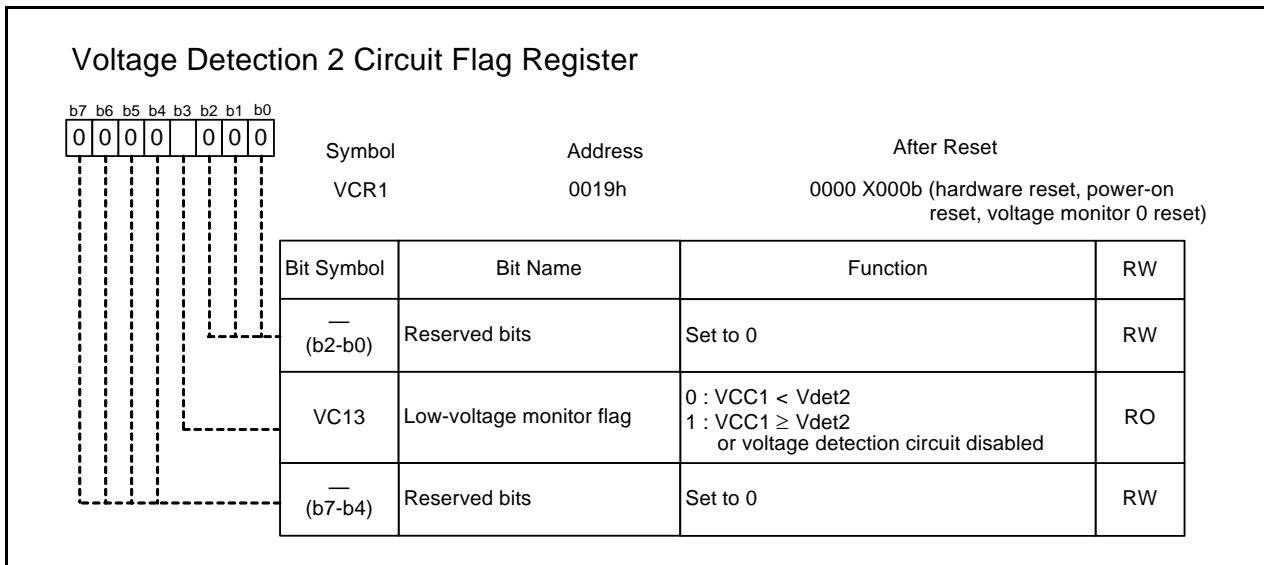 Voltage Detection 2 Circuit Flag Register
b7 b6 b5 b4 b3 b2 b1 b0
0 0 0 0 0 0 0
Symbol Address After Reset
VCR1 0019h 0000 X000b (hardware reset, power-on
reset, voltage monitor 0 reset)
Bit Symbol Bit Name Function RW
—
(b2-b0) Reserved bits Set to 0 RW
VC13 Low-voltage monitor flag 0 : VCC1 < Vdet2
1 : VCC1 ≥ Vdet2
or voltage detection circuit disabled RO
—
(b7-b4) Reserved bits Set to 0 RW